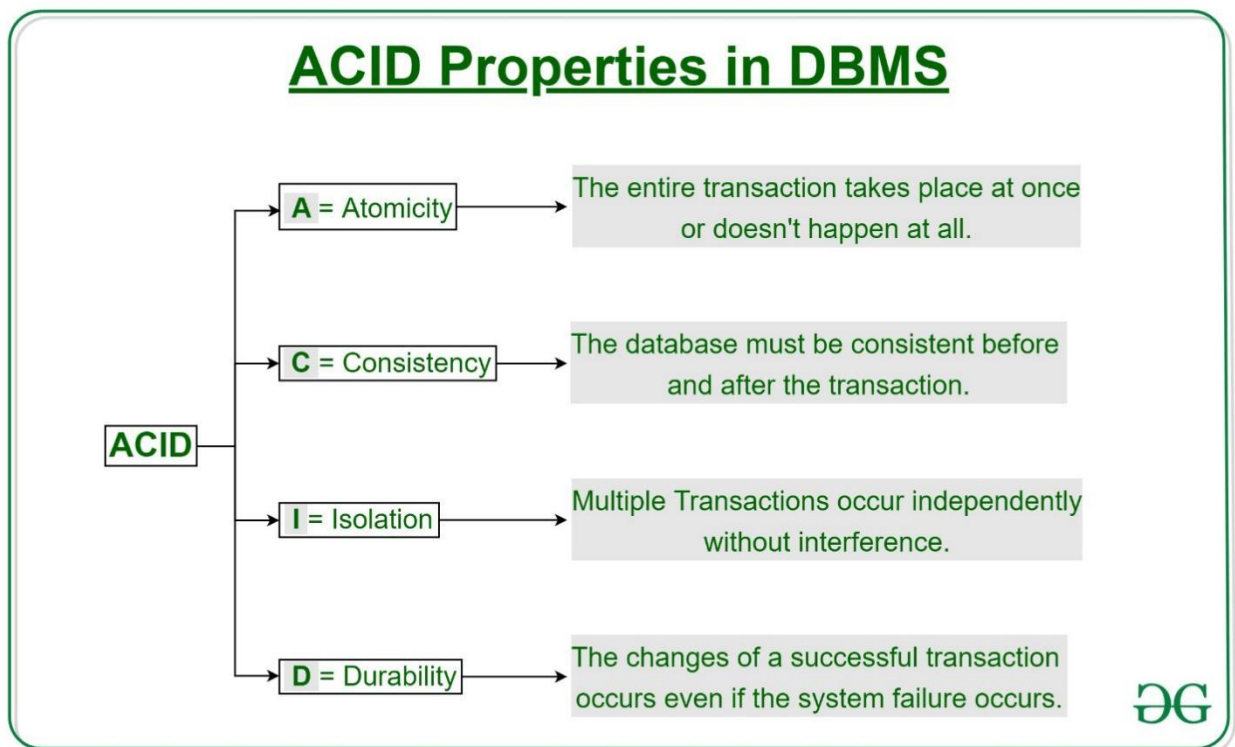 ACID Properties in DBMS
A = Atomicity
The entire transaction takes place at once
or doesn't happen at all.
C = Consistency
The database must be consistent before
and after the transaction.
ACID
I = Isolation
Multiple Transactions occur independently
without interference.
D = Durability
The changes of a successful transaction
occurs even if the system failure occurs.